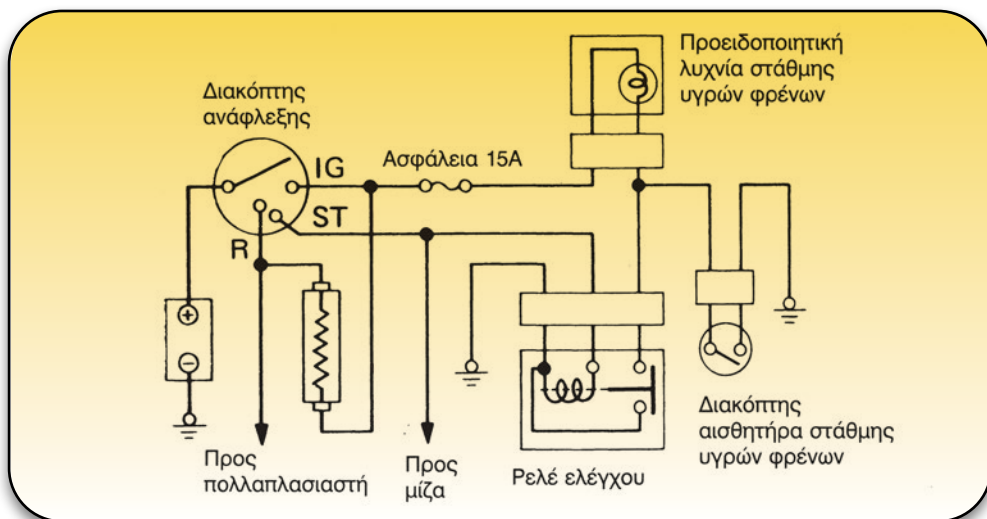 Προειδοποιητική
λυχνία στάθμης
υγρών φρένων
Διακόπτης
ανάφλεξης
IG
Ασφάλεια 15A
ST
R
+
−
Διακόπτης
αισθητήρα στάθμης
υγρών φρένων
Προς
πολλαπλασιαστή
Προς
μίζα
Ρελέ ελέγχου